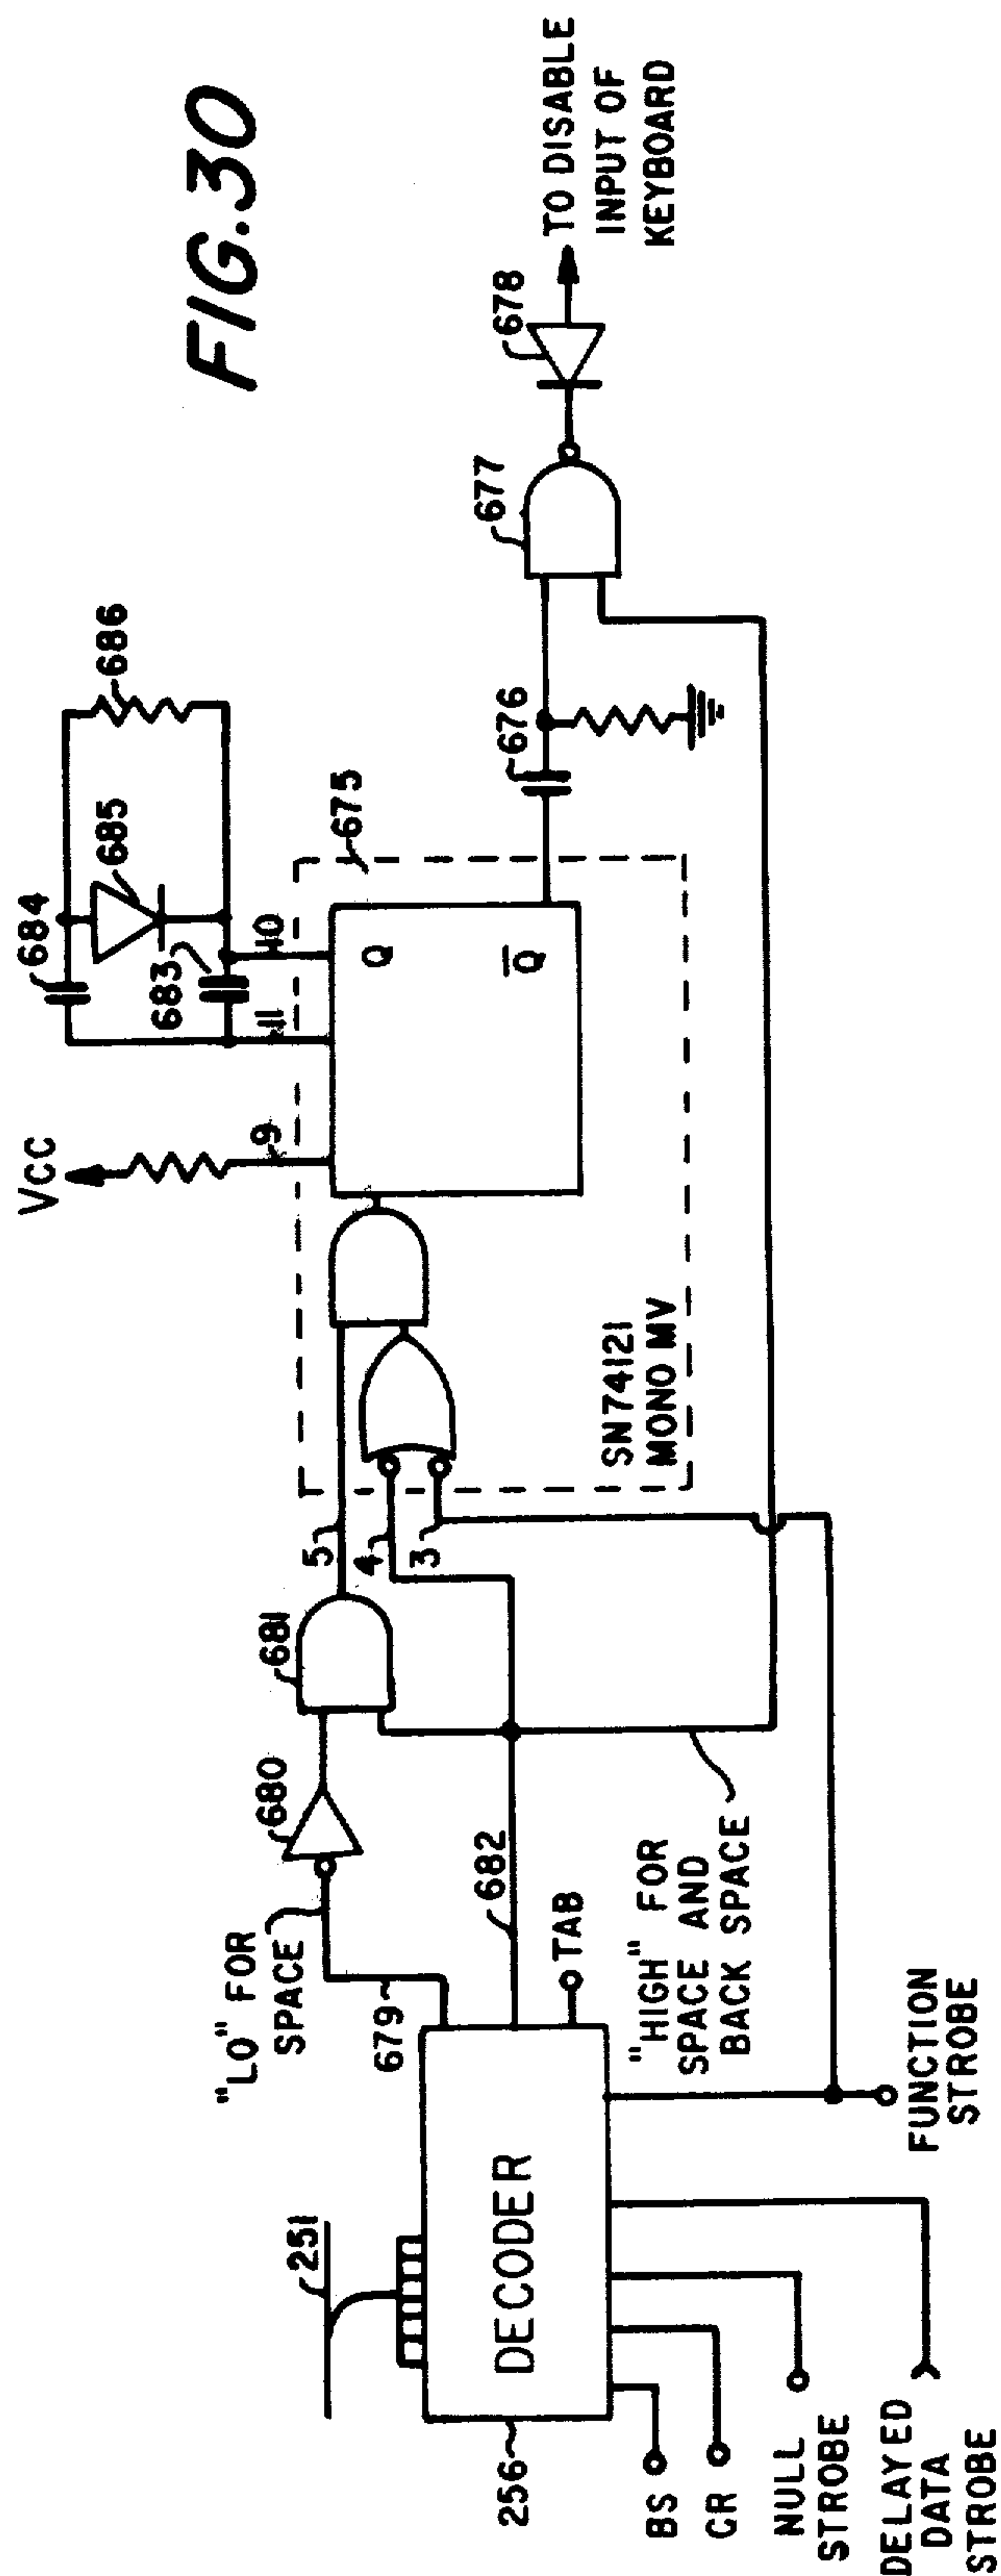 FIG.30
251
256
DECODER
BS
CR
NULL
STROBE
DELAYED
DATA
STROBE
FUNCTION
STROBE
TAB
679
"LO" FOR
SPACE
680
681
682
"HIGH" FOR
SPACE AND
BACK SPACE
5
4
3
SN74121
MONO MV
675
VCC
9
11
10
Q
Q̅
683
684
685
686
676
677
678
TO DISABLE
INPUT OF
KEYBOARD